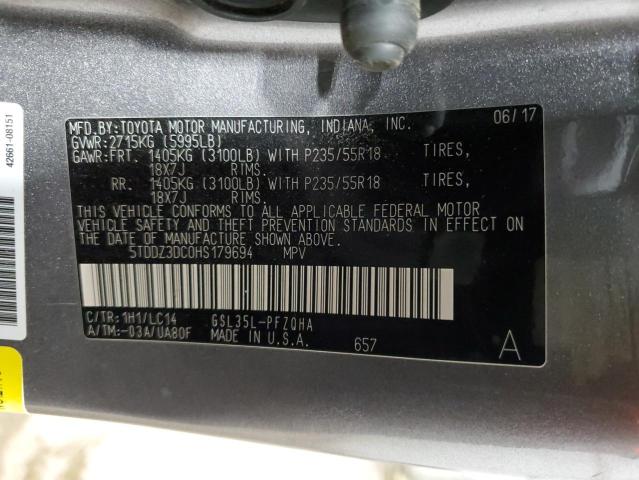 MFD.BY:TOYOTA MOTOR MANUFACTURING, INDIANA, INC. 06/17
GVWR:2715KG (5995LB)
GAWR:FRT. 1405KG (3100LB) WITH P235/55R18 TIRES,
18X7J RIMS.
RR. 1405KG (3100LB) WITH P235/55R18 TIRES,
18X7J RIMS.
THIS VEHICLE CONFORMS TO ALL APPLICABLE FEDERAL MOTOR
VEHICLE SAFETY AND THEFT PREVENTION STANDARDS IN
EFFECT ON THE DATE OF MANUFACTURE SHOWN ABOVE.
5TDDZ3DC0HS179694 MPV
C/TR:1H1/LC14 GSL35L-PFZQHA
A/TM:-03A/UA80F MADE IN U.S.A. 657 A
42661-08151